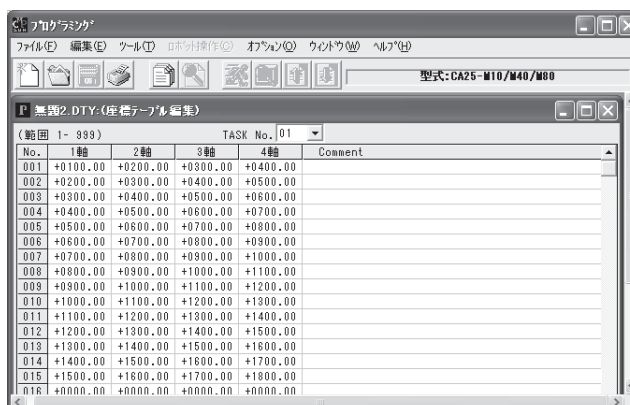 プログラミング
ファイル(F) 編集(E) ツール(T) ロボット操作(O) オプション(O) ウィンドウ(W) ヘルプ(H)
型式:CA25-M10/M40/M80
無題2.DTY:(座標テーブル編集)
(範囲 1- 999) TASK No. 01
No. 1軸 2軸 3軸 4軸 Comment
001 +0100.00 +0200.00 +0300.00 +0400.00
002 +0200.00 +0300.00 +0400.00 +0500.00
003 +0300.00 +0400.00 +0500.00 +0600.00
004 +0400.00 +0500.00 +0600.00 +0700.00
005 +0500.00 +0600.00 +0700.00 +0800.00
006 +0600.00 +0700.00 +0800.00 +0900.00
007 +0700.00 +0800.00 +0900.00 +1000.00
008 +0800.00 +0900.00 +1000.00 +1100.00
009 +0900.00 +1000.00 +1100.00 +1200.00
010 +1000.00 +1100.00 +1200.00 +1300.00
011 +1100.00 +1200.00 +1300.00 +1400.00
012 +1200.00 +1300.00 +1400.00 +1500.00
013 +1300.00 +1400.00 +1500.00 +1600.00
014 +1400.00 +1500.00 +1600.00 +1700.00
015 +1500.00 +1600.00 +1700.00 +1800.00
016 +0000.00 +0000.00 +0000.00 +0000.00